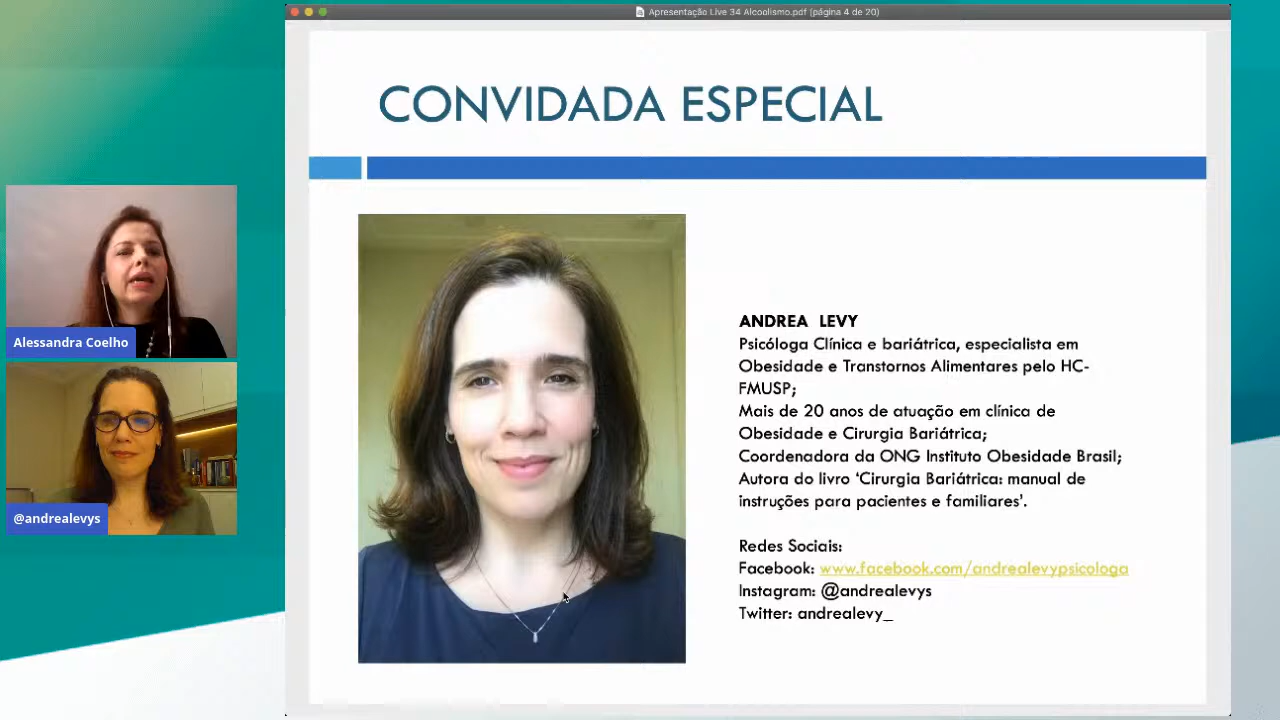 Apresentação Live 34 Alcoolismo.pdf (página 4 de 20)
CONVIDADA ESPECIAL
Alessandra Coelho
@andrealevys
ANDREA LEVY
Psicóloga Clínica e bariátrica, especialista em
Obesidade e Transtornos Alimentares pelo HC-
FMUSP;
Mais de 20 anos de atuação em clínica de
Obesidade e Cirurgia Bariátrica;
Coordenadora da ONG Instituto Obesidade Brasil;
Autora do livro ‘Cirurgia Bariátrica: manual de
instruções para pacientes e familiares’.
Redes Sociais:
Facebook: www.facebook.com/andrealevypsicologa
Instagram: @andrealevys
Twitter: andrealevy_